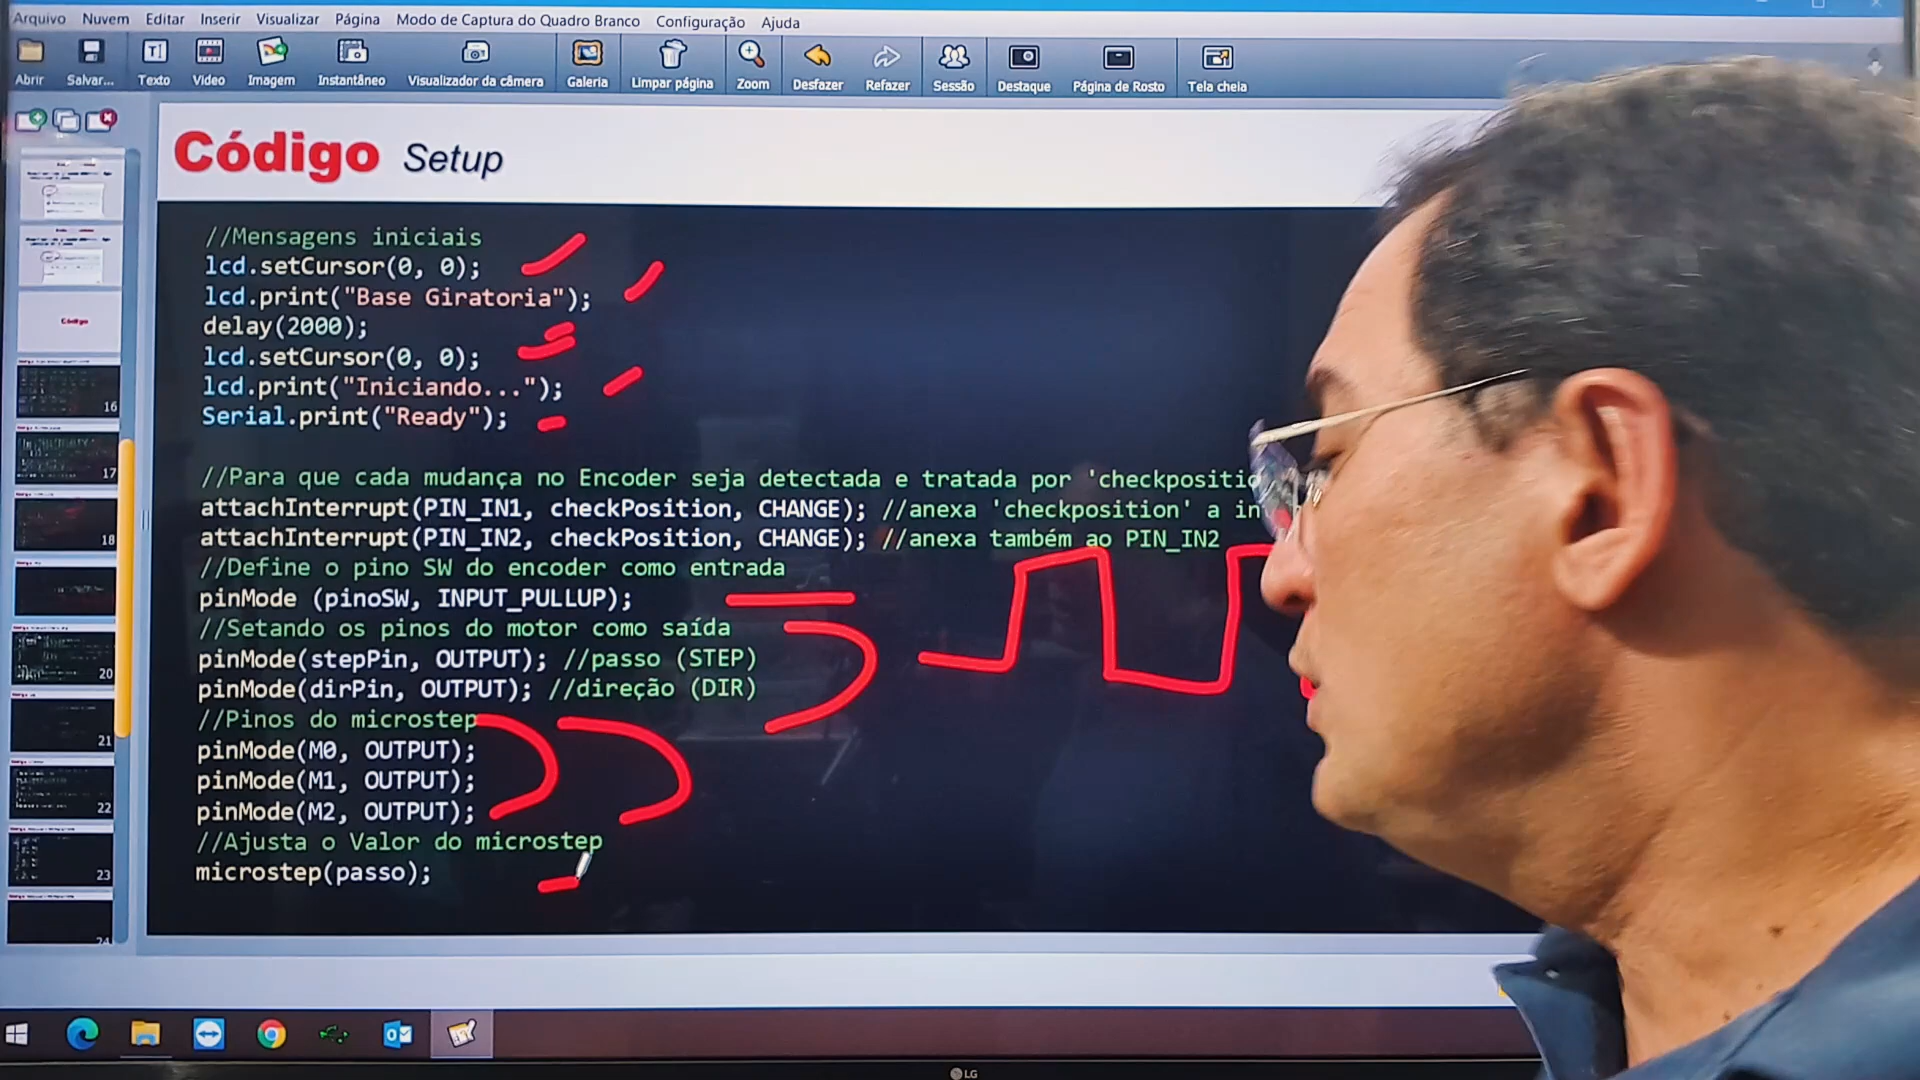 Arquivo Nuvem Editar Inserir Visualizar Página Modo de Captura do Quadro Branco Configuração Ajuda
Abrir Salvar... Texto Video Imagem Instantâneo Visualizador da câmera Galeria Limpar página Zoom Desfazer Refazer Sessão Destaque Página de Rosto Tela cheia
Código Setup
//Mensagens iniciais
lcd.setCursor(0, 0);
lcd.print("Base Giratoria");
delay(2000);
lcd.setCursor(0, 0);
lcd.print("Iniciando...");
Serial.print("Ready");
//Para que cada mudança no Encoder seja detectada e tratada por 'checkpositio
attachInterrupt(PIN_IN1, checkPosition, CHANGE); //anexa 'checkposition' a in
attachInterrupt(PIN_IN2, checkPosition, CHANGE); //anexa também ao PIN_IN2
//Define o pino SW do encoder como entrada
pinMode (pinoSW, INPUT_PULLUP);
//Setando os pinos do motor como saída
pinMode(stepPin, OUTPUT); //passo (STEP)
pinMode(dirPin, OUTPUT); //direção (DIR)
//Pinos do microstep
pinMode(M0, OUTPUT);
pinMode(M1, OUTPUT);
pinMode(M2, OUTPUT);
//Ajusta o Valor do microstep
microstep(passo);
Código
16
17
18
20
21
22
23
24
LG